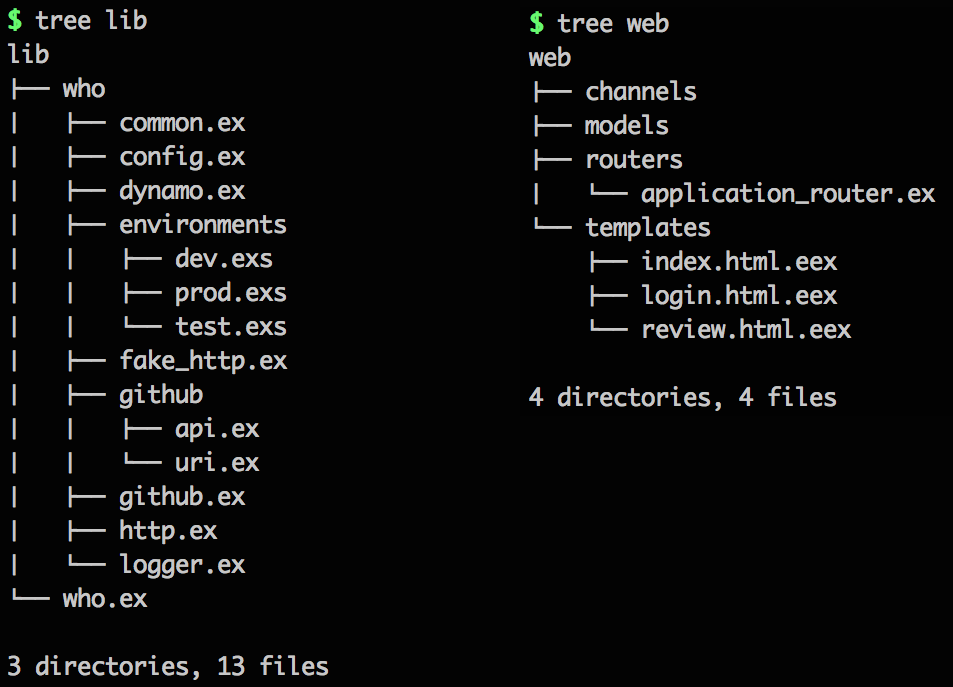 $ tree lib
lib
├── who
│   ├── common.ex
│   ├── config.ex
│   ├── dynamo.ex
│   ├── environments
│   │   ├── dev.exs
│   │   ├── prod.exs
│   │   └── test.exs
│   ├── fake_http.ex
│   ├── github
│   │   ├── api.ex
│   │   └── uri.ex
│   ├── github.ex
│   ├── http.ex
│   └── logger.ex
└── who.ex
3 directories, 13 files
$ tree web
web
├── channels
├── models
├── routers
│   └── application_router.ex
└── templates
    ├── index.html.eex
    ├── login.html.eex
    └── review.html.eex
4 directories, 4 files